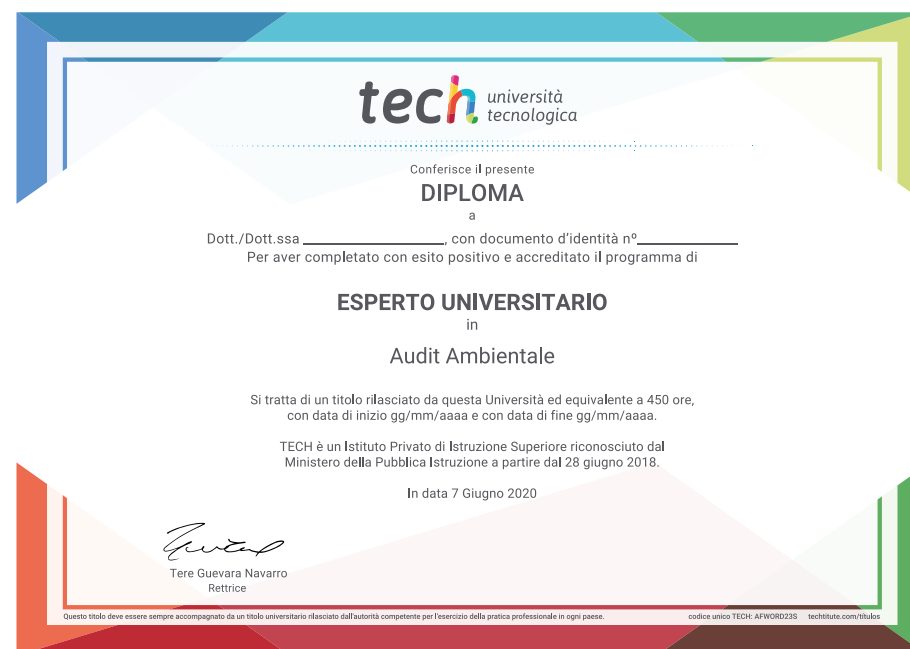 tech università
tecnologica
Conferisce il presente
DIPLOMA
a
Dott./Dott.ssa ____________________, con documento d'identità nº______________
Per aver completato con esito positivo e accreditato il programma di
ESPERTO UNIVERSITARIO
in
Audit Ambientale
Si tratta di un titolo rilasciato da questa Università ed equivalente a 450 ore,
con data di inizio gg/mm/aaaa e con data di fine gg/mm/aaaa.
TECH è un Istituto Privato di Istruzione Superiore riconosciuto dal
Ministero della Pubblica Istruzione a partire dal 28 giugno 2018.
In data 7 Giugno 2020
Tere Guevara Navarro
Rettrice
Questo titolo deve essere sempre accompagnato da un titolo universitario rilasciato dall'autorità competente per l'esercizio della pratica professionale in ogni paese. codice unico TECH: AFWORD23S techtitute.com/titulos